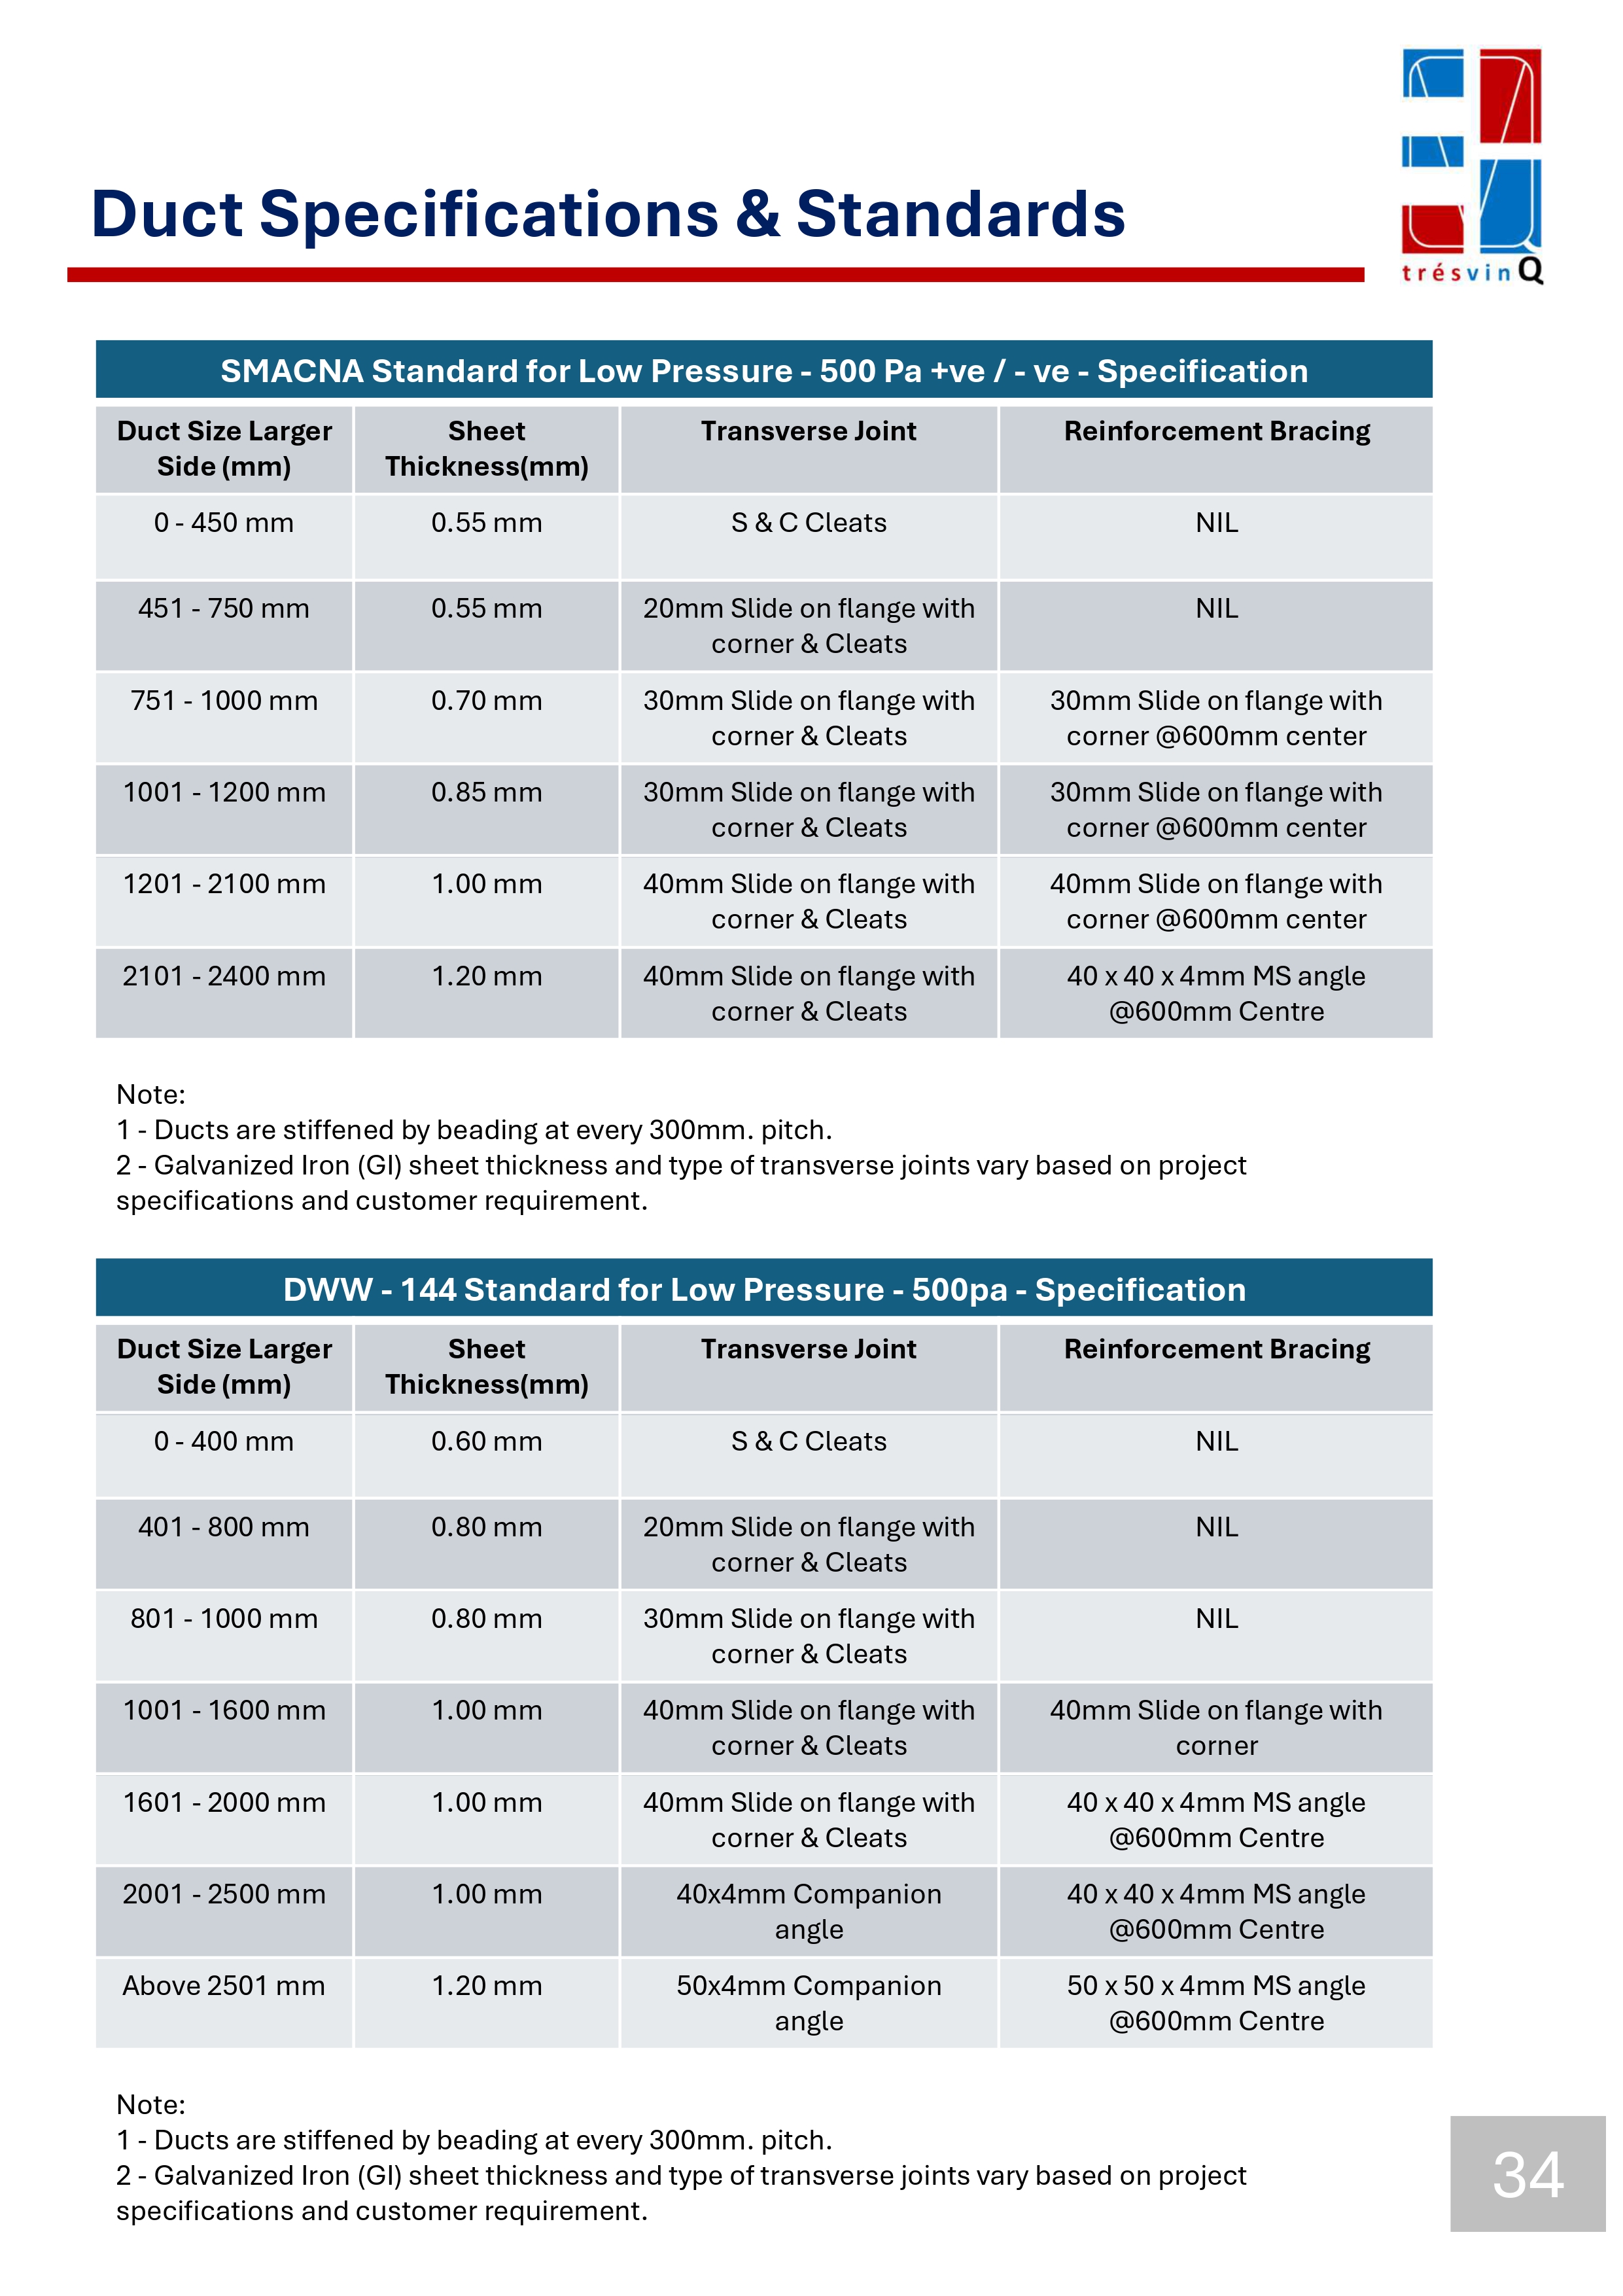 trésvinQ
Duct Specifications & Standards
SMACNA Standard for Low Pressure - 500 Pa +ve / - ve - Specification
Duct Size Larger Side (mm) Sheet Thickness(mm) Transverse Joint Reinforcement Bracing
0 - 450 mm 0.55 mm S & C Cleats NIL
451 - 750 mm 0.55 mm 20mm Slide on flange with corner & Cleats NIL
751 - 1000 mm 0.70 mm 30mm Slide on flange with corner & Cleats 30mm Slide on flange with corner @600mm center
1001 - 1200 mm 0.85 mm 30mm Slide on flange with corner & Cleats 30mm Slide on flange with corner @600mm center
1201 - 2100 mm 1.00 mm 40mm Slide on flange with corner & Cleats 40mm Slide on flange with corner @600mm center
2101 - 2400 mm 1.20 mm 40mm Slide on flange with corner & Cleats 40 x 40 x 4mm MS angle @600mm Centre
Note:
1 - Ducts are stiffened by beading at every 300mm. pitch.
2 - Galvanized Iron (GI) sheet thickness and type of transverse joints vary based on project
specifications and customer requirement.
DWW - 144 Standard for Low Pressure - 500pa - Specification
Duct Size Larger Side (mm) Sheet Thickness(mm) Transverse Joint Reinforcement Bracing
0 - 400 mm 0.60 mm S & C Cleats NIL
401 - 800 mm 0.80 mm 20mm Slide on flange with corner & Cleats NIL
801 - 1000 mm 0.80 mm 30mm Slide on flange with corner & Cleats NIL
1001 - 1600 mm 1.00 mm 40mm Slide on flange with corner & Cleats 40mm Slide on flange with corner
1601 - 2000 mm 1.00 mm 40mm Slide on flange with corner & Cleats 40 x 40 x 4mm MS angle @600mm Centre
2001 - 2500 mm 1.00 mm 40x4mm Companion angle 40 x 40 x 4mm MS angle @600mm Centre
Above 2501 mm 1.20 mm 50x4mm Companion angle 50 x 50 x 4mm MS angle @600mm Centre
Note:
1 - Ducts are stiffened by beading at every 300mm. pitch.
2 - Galvanized Iron (GI) sheet thickness and type of transverse joints vary based on project
specifications and customer requirement.
34